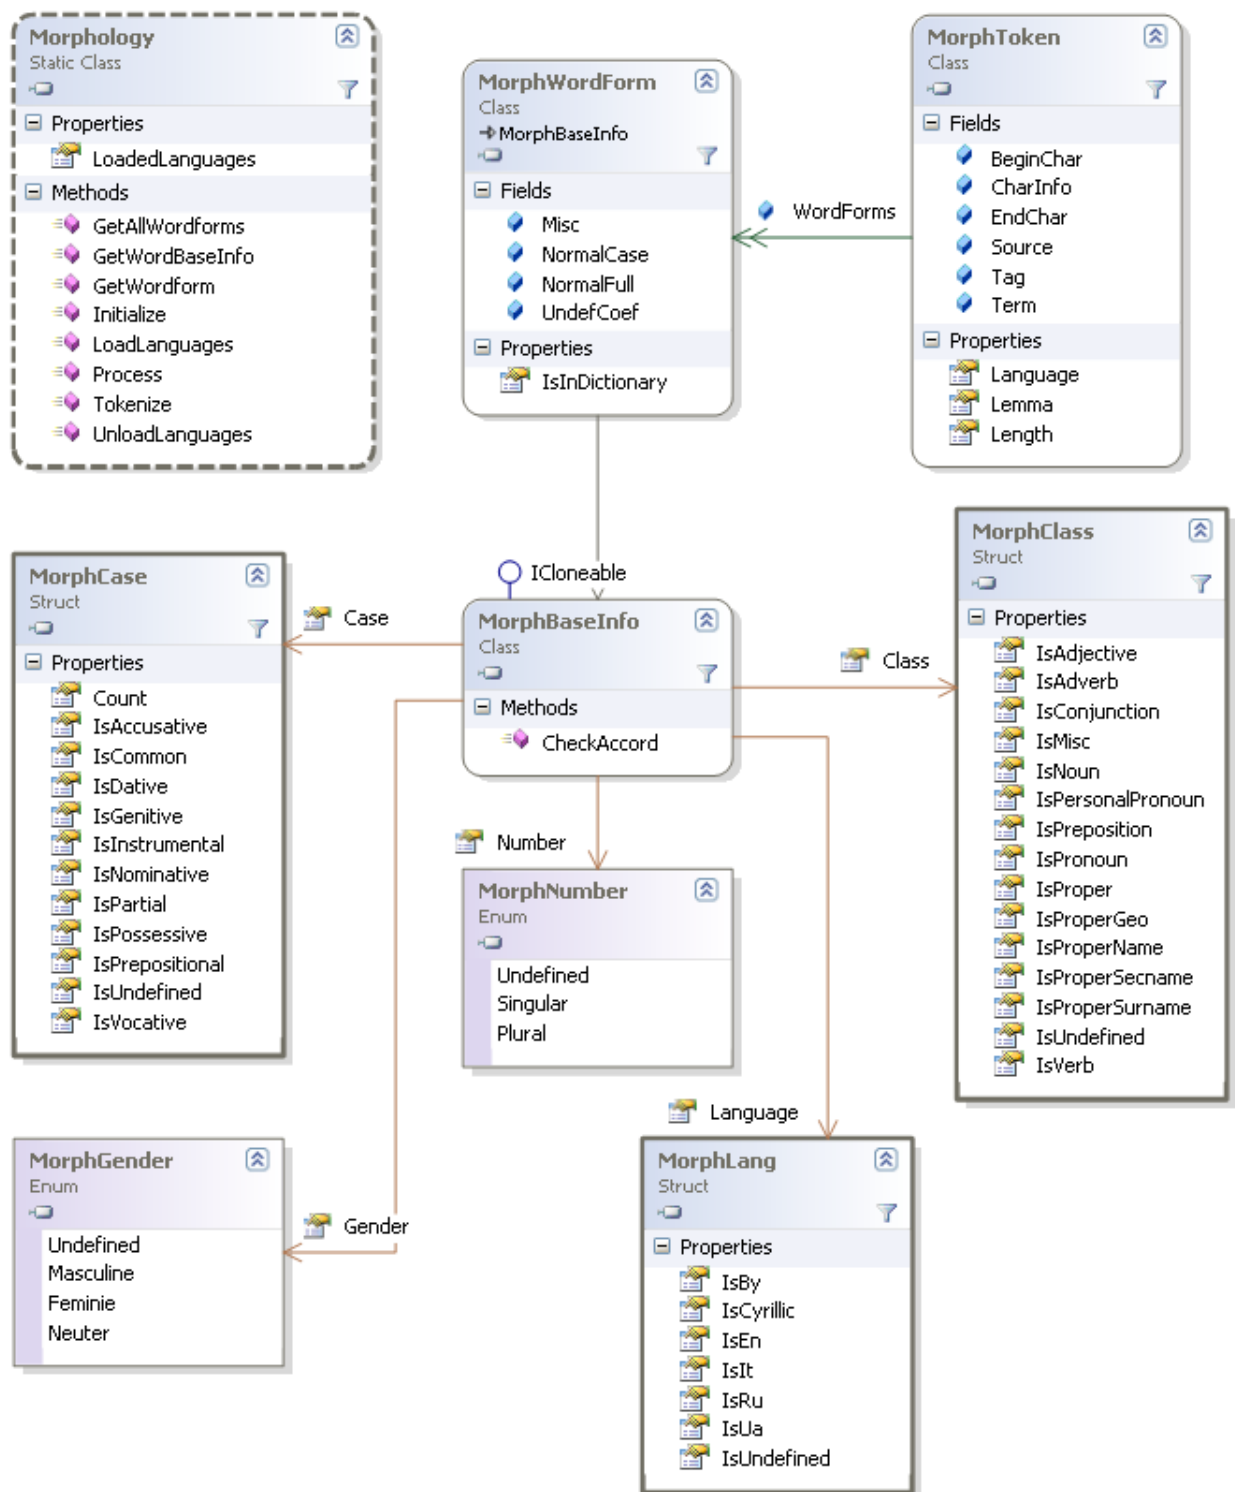 Morphology
Static Class
Properties
LoadedLanguages
Methods
GetAllWordforms
GetWordBaseInfo
GetWordform
Initialize
LoadLanguages
Process
Tokenize
UnloadLanguages
MorphWordForm
Class
MorphBaseInfo
Fields
Misc
NormalCase
NormalFull
UndefCoef
Properties
IsInDictionary
WordForms
MorphToken
Class
Fields
BeginChar
CharInfo
EndChar
Source
Tag
Term
Properties
Language
Lemma
Length
MorphCase
Struct
Properties
Count
IsAccusative
IsCommon
IsDative
IsGenitive
IsInstrumental
IsNominative
IsPartial
IsPossessive
IsPrepositional
IsUndefined
IsVocative
Case
ICloneable
MorphBaseInfo
Class
Methods
CheckAccord
Class
MorphClass
Struct
Properties
IsAdjective
IsAdverb
IsConjunction
IsMisc
IsNoun
IsPersonalPronoun
IsPreposition
IsPronoun
IsProper
IsProperGeo
IsProperName
IsProperSecname
IsProperSurname
IsUndefined
IsVerb
Number
MorphNumber
Enum
Undefined
Singular
Plural
MorphGender
Enum
Undefined
Masculine
Feminie
Neuter
Gender
Language
MorphLang
Struct
Properties
IsBy
IsCyrillic
IsEn
IsIt
IsRu
IsUa
IsUndefined